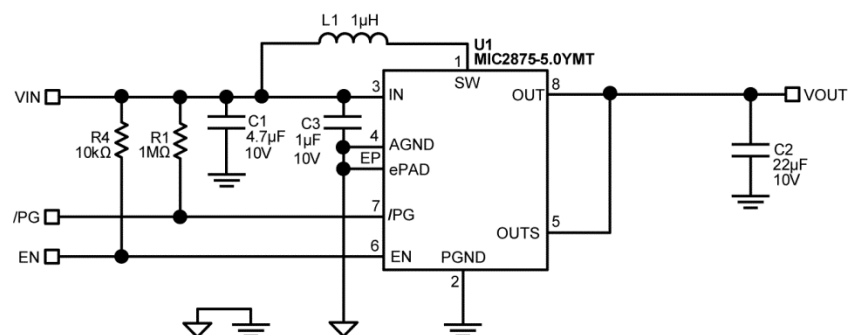 L1 1µH
U1
MIC2875-5.0YMT
1
SW
VIN
3
IN
OUT
8
VOUT
R4
10kΩ
R1
1MΩ
C1
4.7µF
10V
C3
1µF
10V
4
AGND
EP
ePAD
C2
22µF
10V
/PG
7
/PG
OUTS
5
EN
6
EN
PGND
2